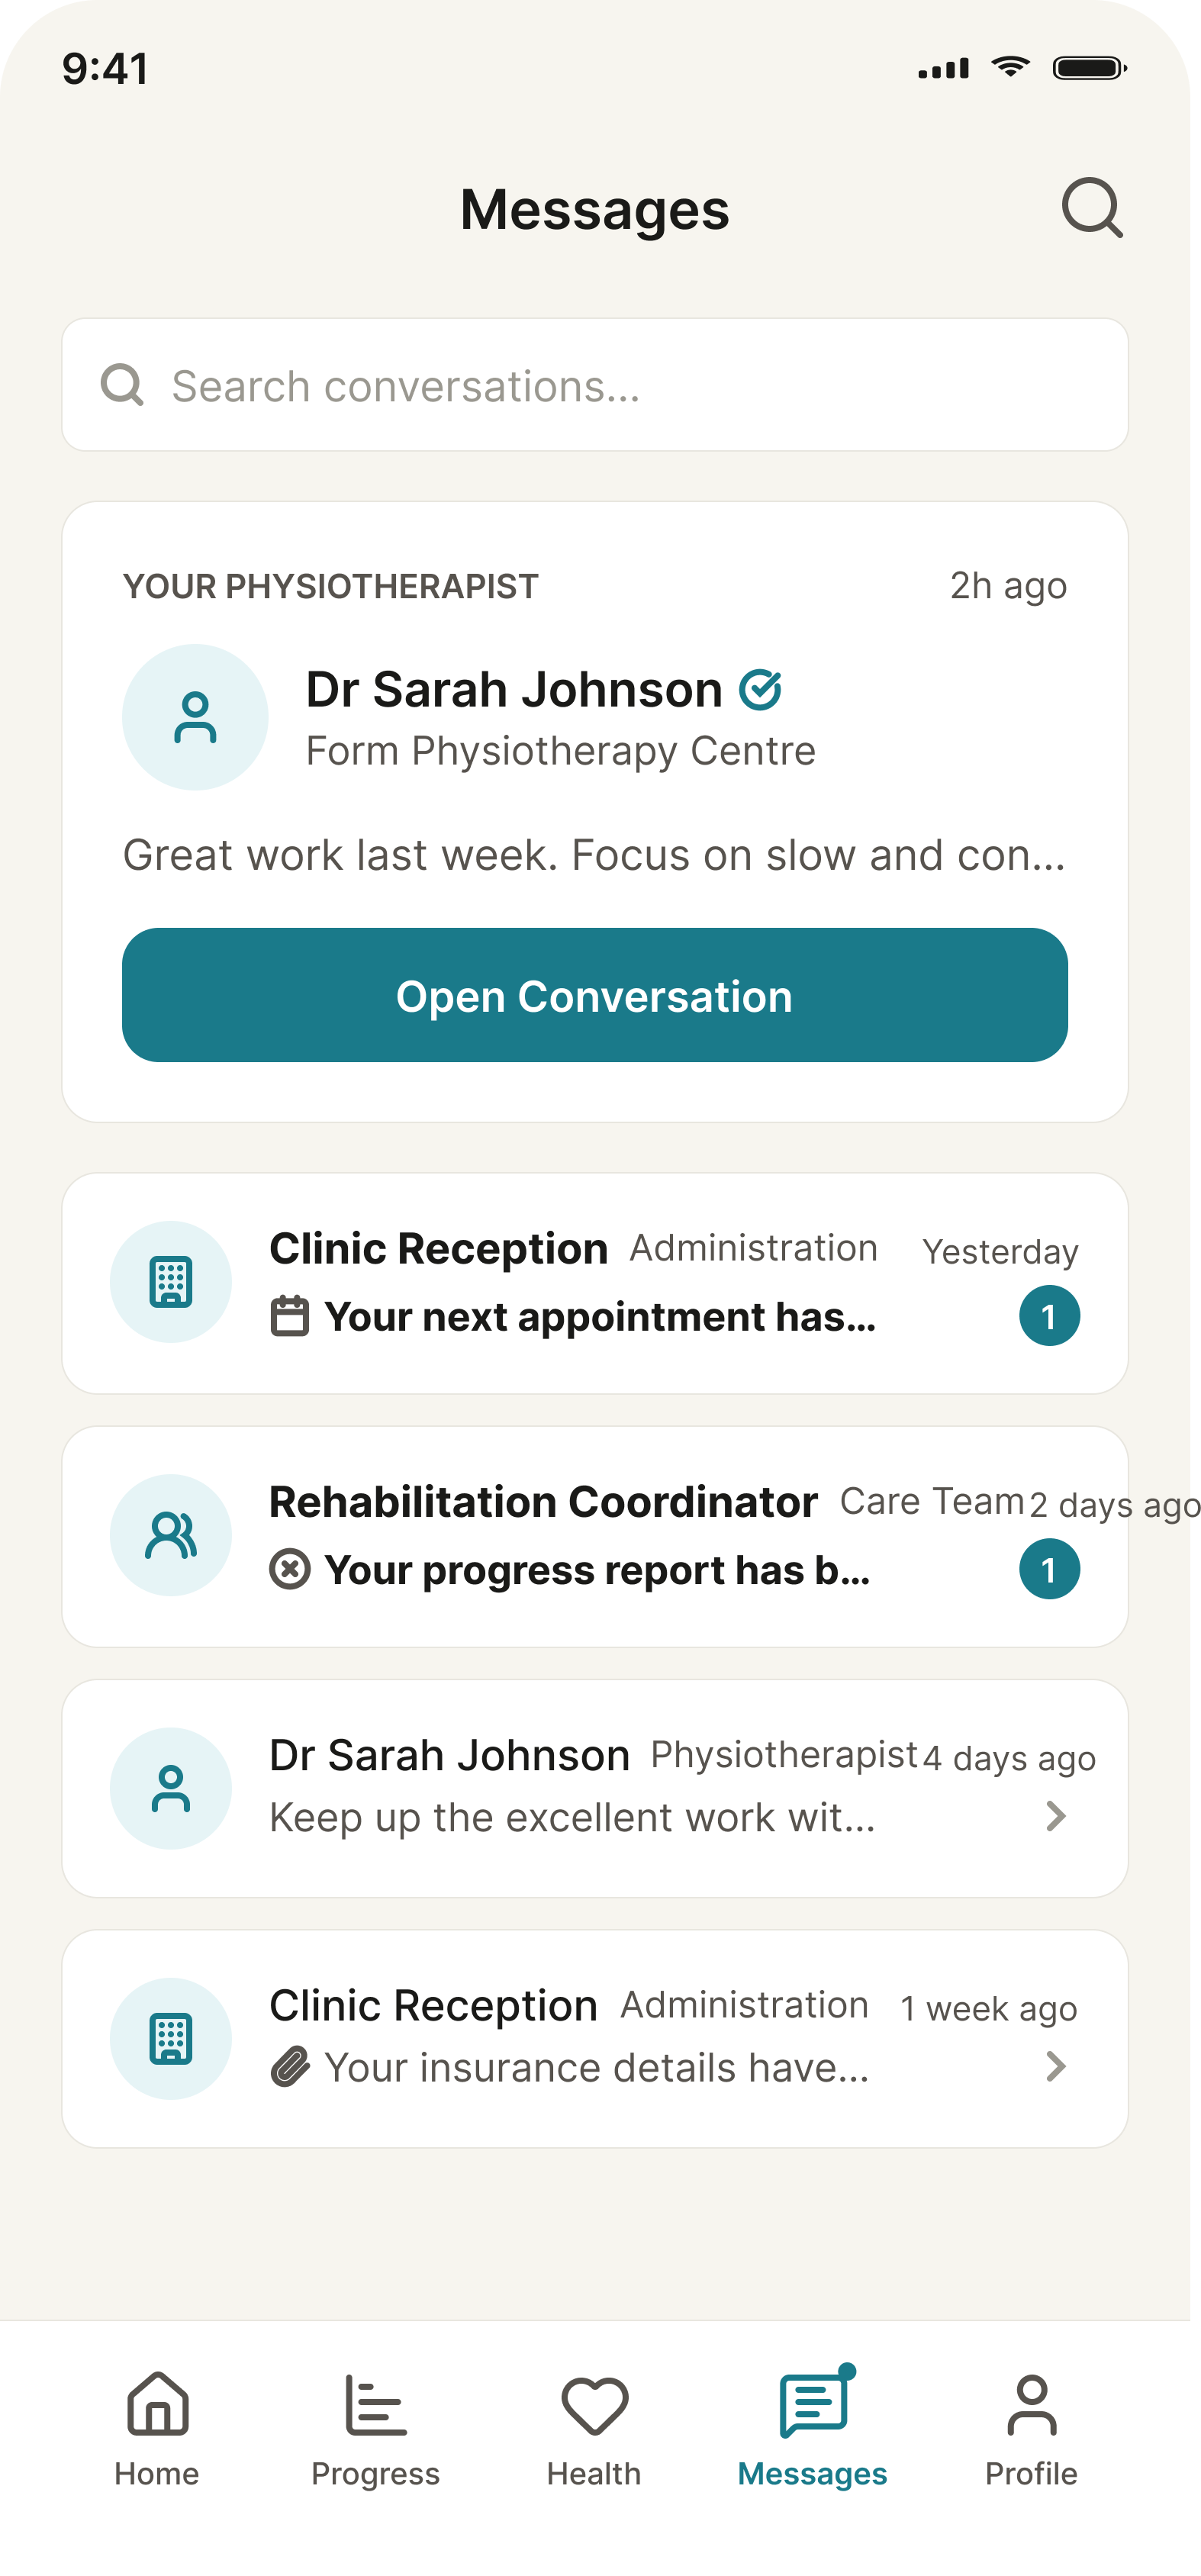 9:41
Messages
Search conversations...
YOUR PHYSIOTHERAPIST 2h ago
Dr Sarah Johnson
Form Physiotherapy Centre
Great work last week. Focus on slow and con...
Open Conversation
Clinic Reception Administration Yesterday
Your next appointment has... 1
Rehabilitation Coordinator Care Team 2 days ago
Your progress report has b... 1
Dr Sarah Johnson Physiotherapist 4 days ago
Keep up the excellent work wit...
Clinic Reception Administration 1 week ago
Your insurance details have...
Home Progress Health Messages Profile